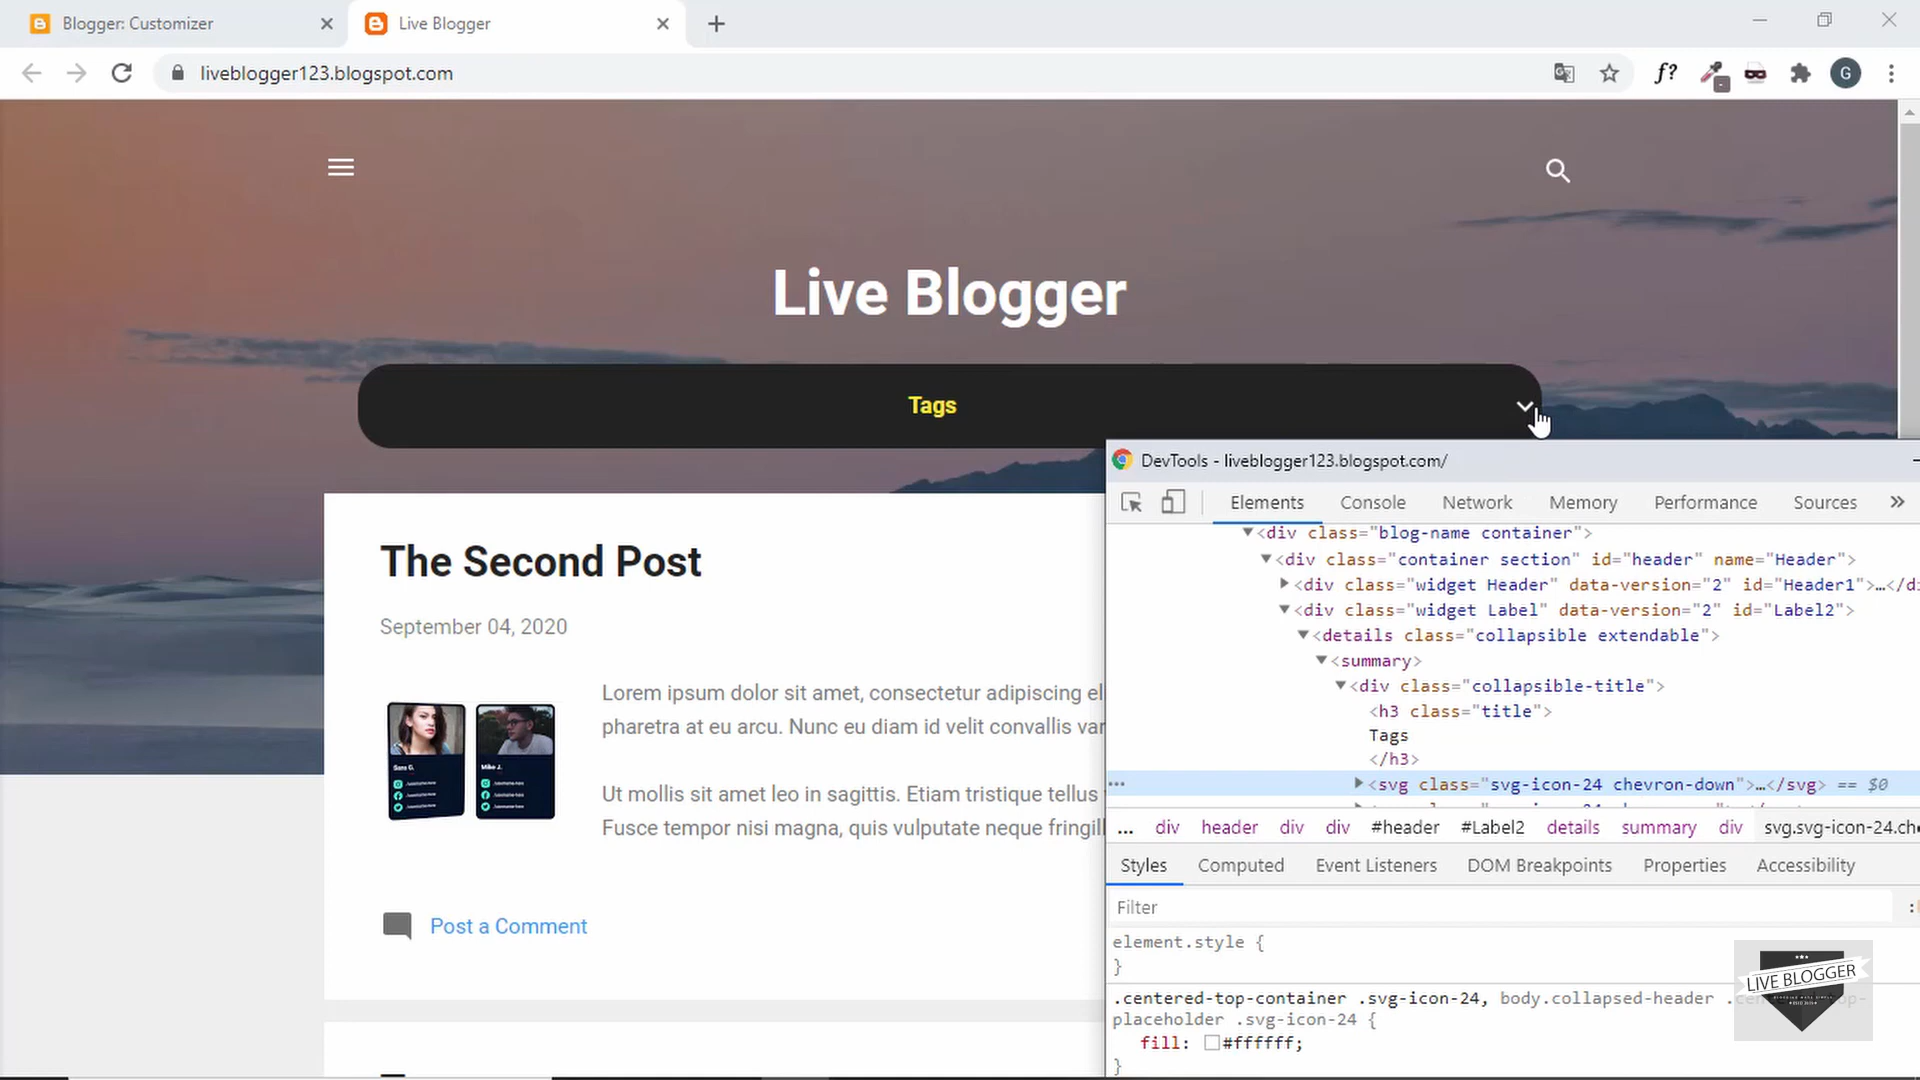 Blogger: Customizer
Live Blogger
liveblogger123.blogspot.com
f?
G
Live Blogger
Tags
The Second Post
September 04, 2020
Lorem ipsum dolor sit amet, consectetur adipiscing
pharetra at eu arcu. Nunc eu diam id velit convallis
Ut mollis sit amet leo in sagittis. Etiam tristique tellus
Fusce tempor nisi magna, quis vulputate neque
Sara G.
Mike J.
Post a Comment
DevTools - liveblogger123.blogspot.com/
Elements Console Network Memory Performance Sources »
<div class="blog-name container">
<div class="container section" id="header" name="Header">
<div class="widget Header" data-version="2" id="Header1">…
<div class="widget Label" data-version="2" id="Label2">
<details class="collapsible extendable">
<summary>
<div class="collapsible-title">
<h3 class="title">
Tags
</h3>
<svg class="svg-icon-24 chevron-down">…</svg> == $0
... div header div div #header #Label2 details summary div
Styles Computed Event Listeners DOM Breakpoints Properties Accessibility
Filter
element.style {
}
.centered-top-container .svg-icon-24, body.collapsed-header
placeholder .svg-icon-24 {
fill: #ffffff;
}
LIVE BLOGGER